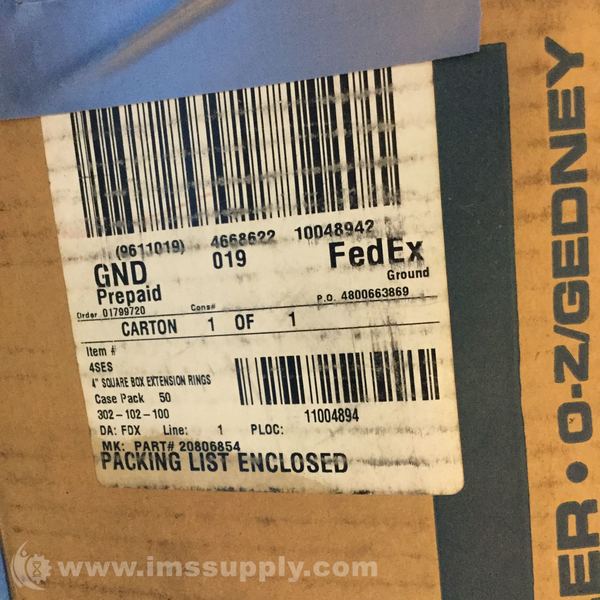 (9611019) 4668622 10048942
GND 019 FedEx
Prepaid Ground
Order 01799720 Cons# P.O. 4800663869
CARTON 1 OF 1
Item #
4SES
4" SQUARE BOX EXTENSION RINGS
Case Pack 50
302-102-100 11004894
DA: FDX Line: 1 PLOC:
MK: PART# 20806854
PACKING LIST ENCLOSED
ER • O-Z/GEDNEY
www.imssupply.com